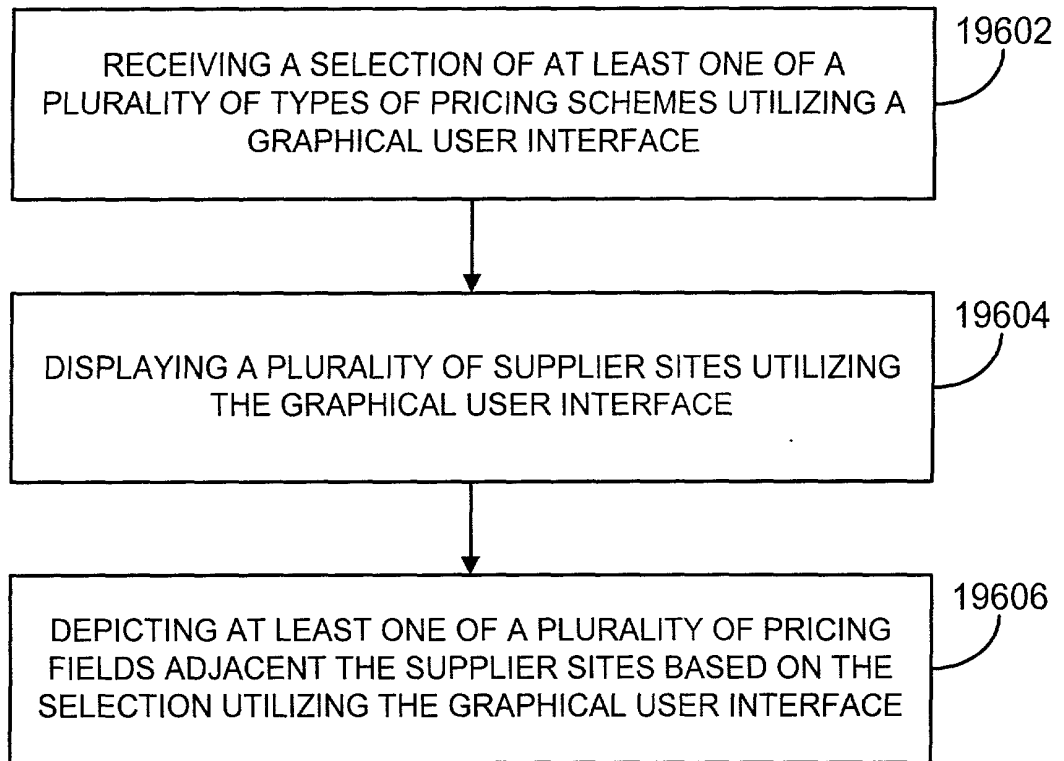 19602
RECEIVING A SELECTION OF AT LEAST ONE OF A
PLURALITY OF TYPES OF PRICING SCHEMES UTILIZING A
GRAPHICAL USER INTERFACE
19604
DISPLAYING A PLURALITY OF SUPPLIER SITES UTILIZING
THE GRAPHICAL USER INTERFACE
19606
DEPICTING AT LEAST ONE OF A PLURALITY OF PRICING
FIELDS ADJACENT THE SUPPLIER SITES BASED ON THE
SELECTION UTILIZING THE GRAPHICAL USER INTERFACE